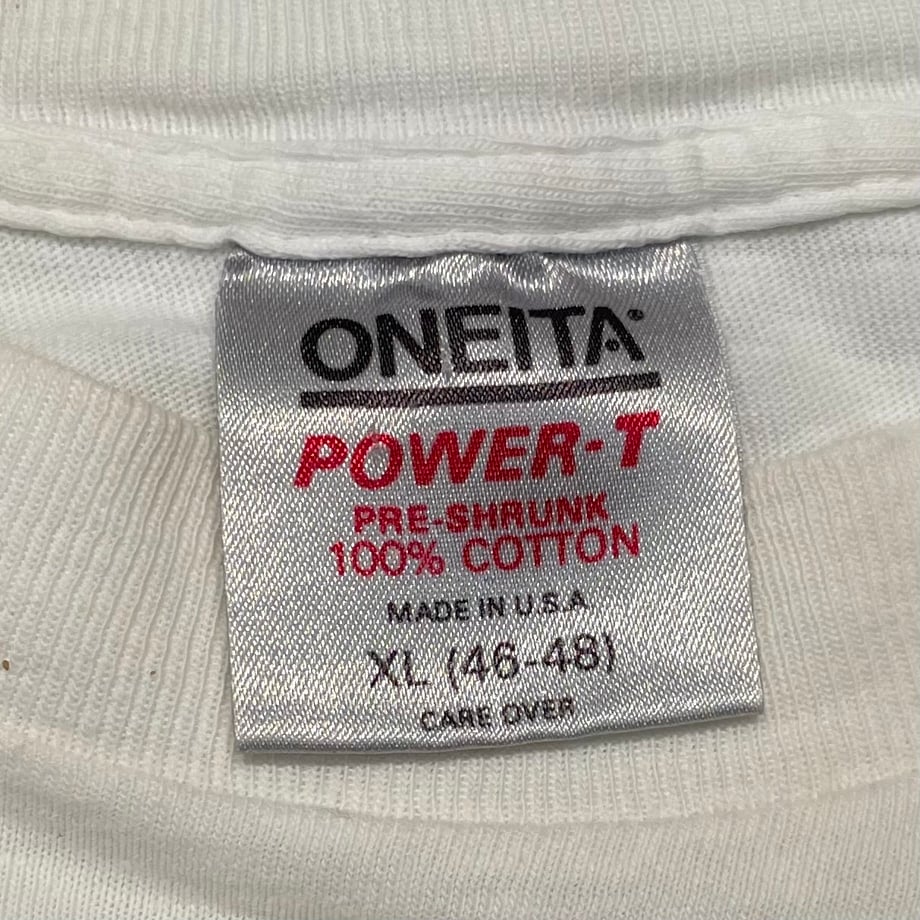 ONEITA®
POWER-T
PRE-SHRUNK
100% COTTON
MADE IN U.S.A
XL (46-48)
CARE OVER